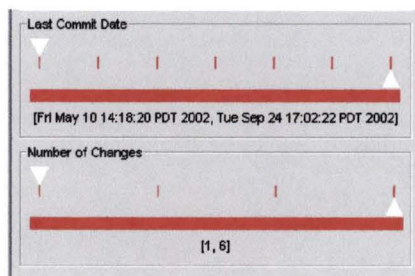 Last Commit Date
[Fri May 10 14:18:20 PDT 2002, Tue Sep 24 17:02:22 PDT 2002]
Number of Changes
[1, 6]